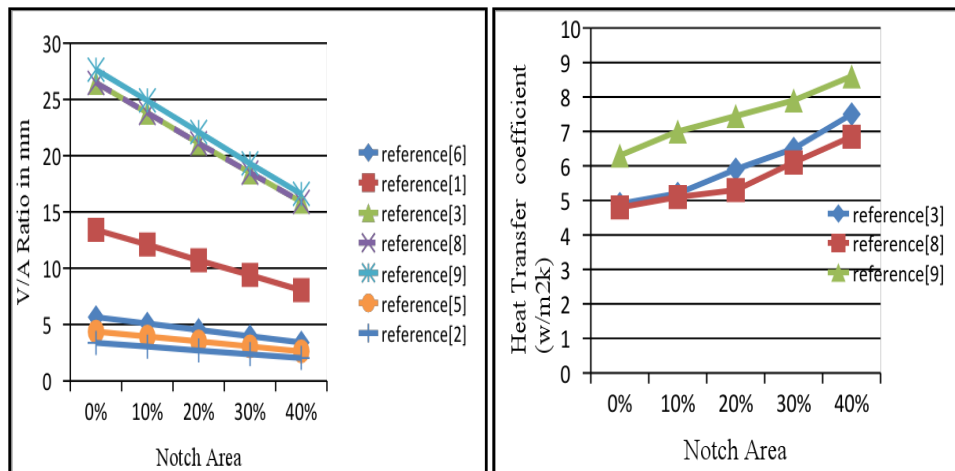 V/A Ratio in mm
30
25
20
15
10
5
0
0% 10% 20% 30% 40%
Notch Area
reference[6]
reference[1]
reference[3]
reference[8]
reference[9]
reference[5]
reference[2]
Heat Transfer coefficient
(w/m2k)
10
9
8
7
6
5
4
3
2
1
0
0% 10% 20% 30% 40%
Notch Area
reference[3]
reference[8]
reference[9]